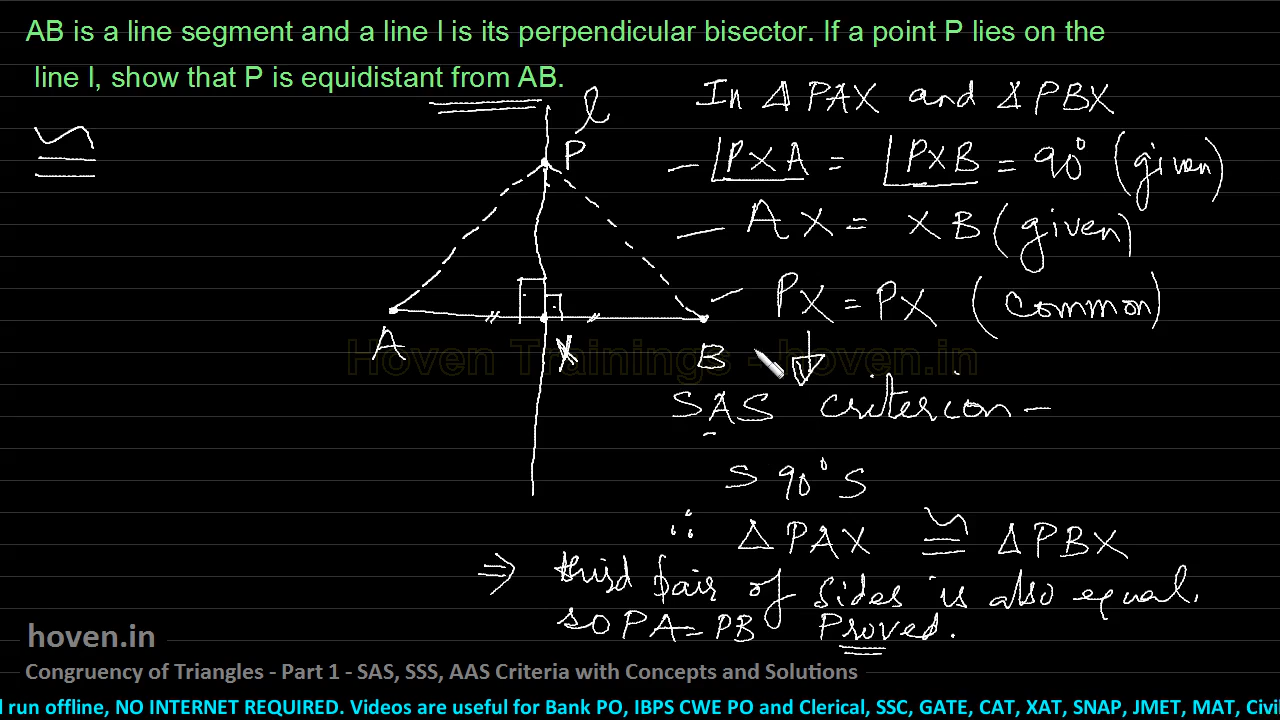 AB is a line segment and a line l is its perpendicular bisector. If a point P lies on the
line l, show that P is equidistant from AB.
≅
l
P
A
X
B
In Δ PAX and Δ PBX
– ∠PXA = ∠PXB = 90° (given)
– AX = XB (given)
– PX = PX (common)
Hoven Trainings - hoven.in
SAS criterion –
S 90° S
∴ Δ PAX ≅ Δ PBX
⇒ third pair of sides is also equal.
so PA = PB Proved.
hoven.in
Congruency of Triangles - Part 1 - SAS, SSS, AAS Criteria with Concepts and Solutions
run offline, NO INTERNET REQUIRED. Videos are useful for Bank PO, IBPS CWE PO and Clerical, SSC, GATE, CAT, XAT, SNAP, JMET, MAT, Civi